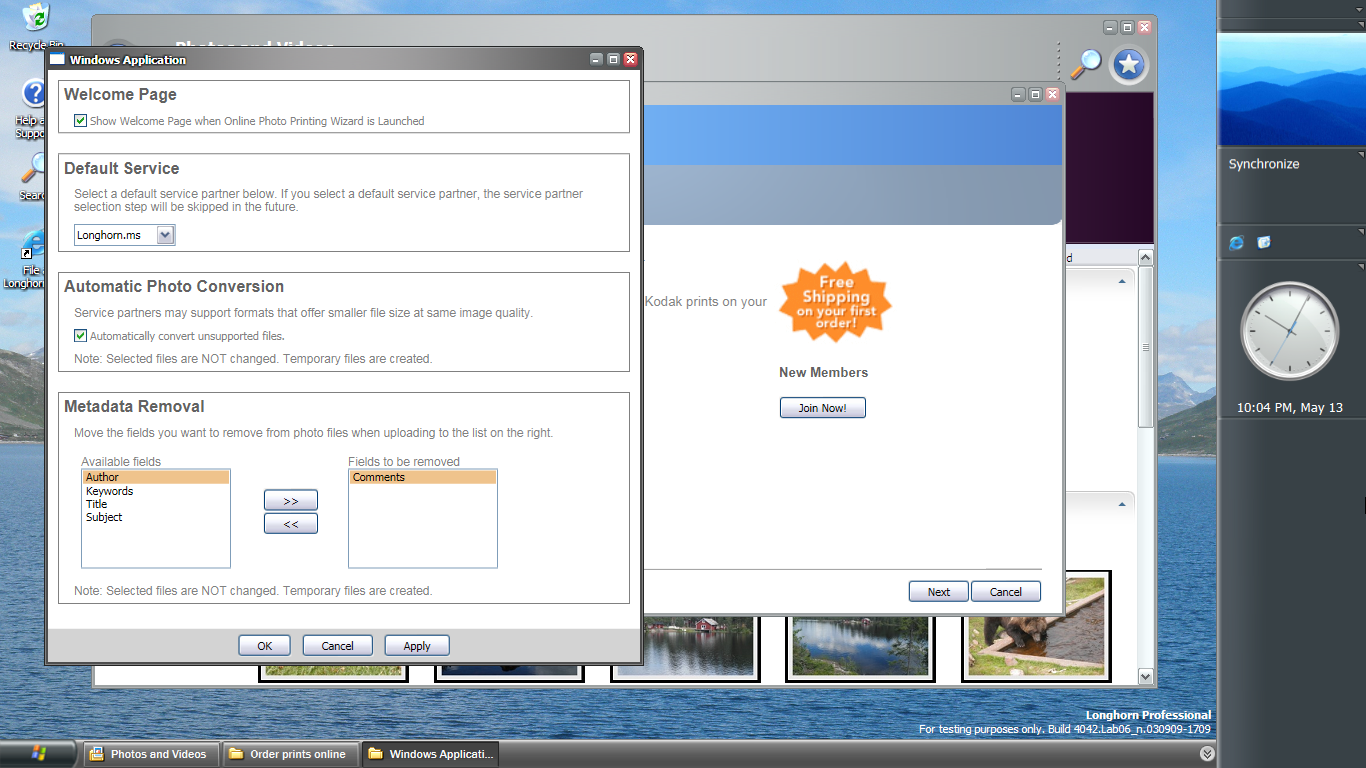 Recycle Bin
Photos and Videos
Windows Application
Welcome Page
Show Welcome Page when Online Photo Printing Wizard is Launched
Default Service
Select a default service partner below. If you select a default service partner, the service partner
selection step will be skipped in the future.
Longhorn.ms
Automatic Photo Conversion
Service partners may support formats that offer smaller file size at same image quality.
Automatically convert unsupported files.
Note: Selected files are NOT changed. Temporary files are created.
Metadata Removal
Move the fields you want to remove from photo files when uploading to the list on the right.
Available fields
Author
Keywords
Title
Subject
>>
<<
Fields to be removed
Comments
Note: Selected files are NOT changed. Temporary files are created.
OK
Cancel
Apply
Help a
Suppo
Searc
File
Longhorn
Kodak prints on your
Free
Shipping
on your first
order!
New Members
Join Now!
Next
Cancel
d
Synchronize
10:04 PM, May 13
Longhorn Professional
For testing purposes only. Build 4042.Lab06_n.030909-1709
Photos and Videos
Order prints online
Windows Applicati...